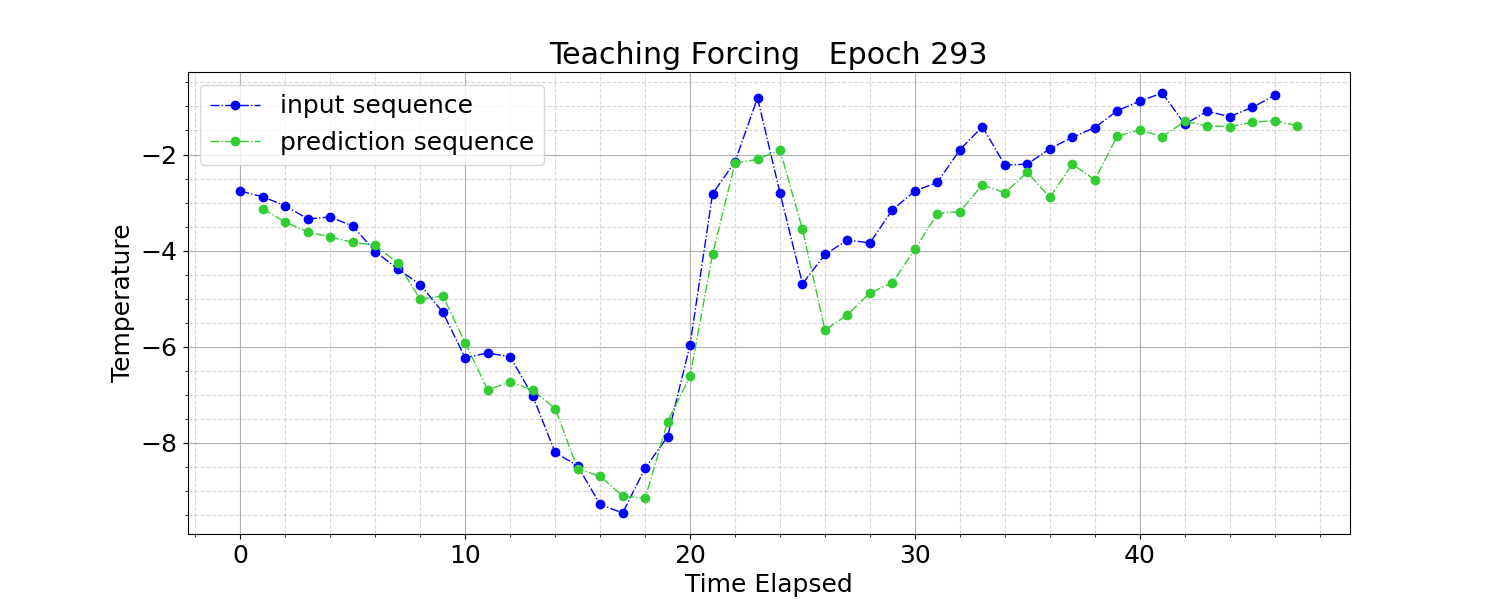 Teaching Forcing   Epoch 293
input sequence
prediction sequence
Temperature
−2
−4
−6
−8
0 10 20 30 40
Time Elapsed